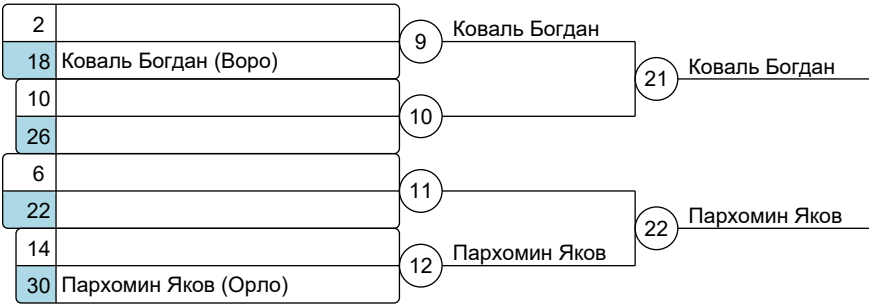 2
18 Коваль Богдан (Воро)
9 Коваль Богдан
10
26
10
21 Коваль Богдан
6
22
11
14
30 Пархомин Яков (Орло)
12 Пархомин Яков
22 Пархомин Яков